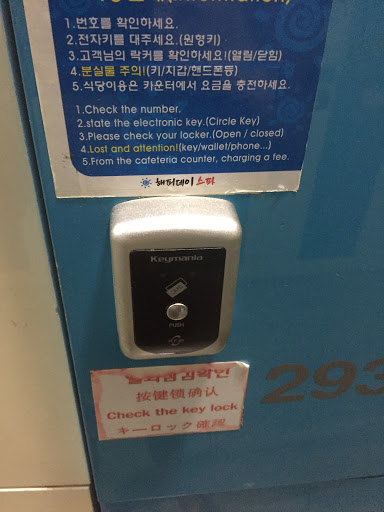 1.번호를 확인하세요.
2.전자키를 대주세요.(원형키)
3.고객님의 락커를 확인하세요!(열림/닫힘)
4.분실물 주의!(키/지갑/핸드폰등)
5.식당이용은 카운터에서 요금을 충전하세요.
1.Check the number.
2.state the electronic key.(Circle Key)
3.Please check your locker.(Open / closed)
4.Lost and attention!(key/wallet/phone...)
5.From the cafeteria counter, charging a fee.
해피데이 스파
Keymania
PUSH
按键锁确认
Check the key lock
キーロック確認
293